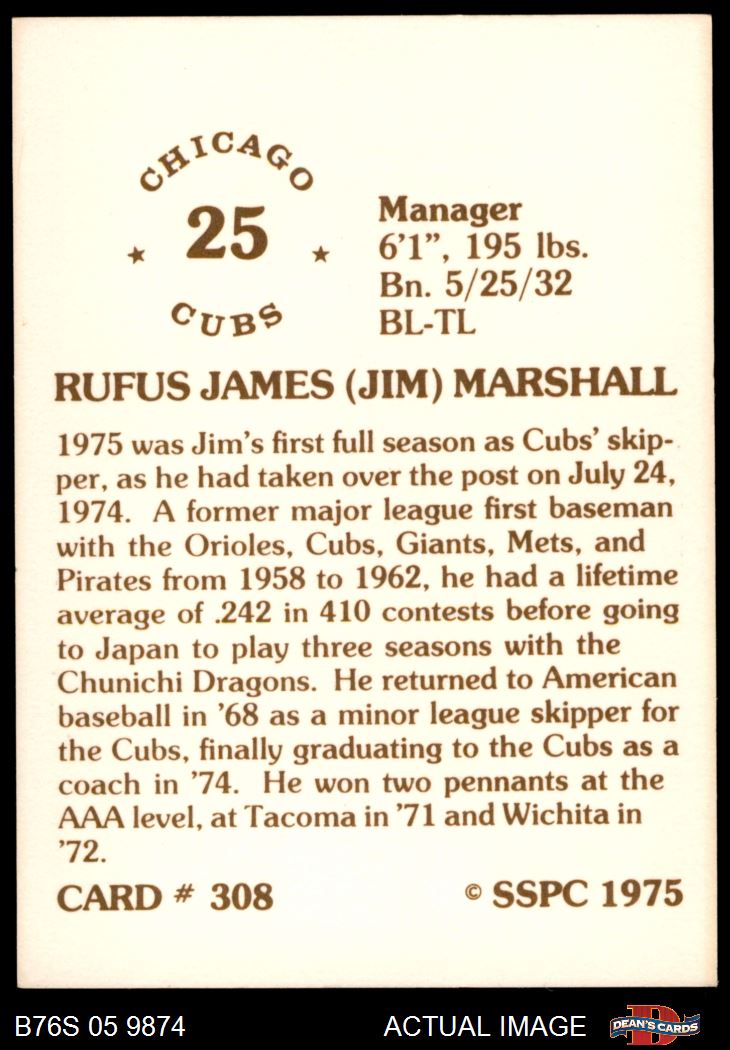 CHICAGO
25
CUBS
Manager
6'1", 195 lbs.
Bn. 5/25/32
BL-TL
RUFUS JAMES (JIM) MARSHALL
1975 was Jim's first full season as Cubs' skip-
per, as he had taken over the post on July 24,
1974. A former major league first baseman
with the Orioles, Cubs, Giants, Mets, and
Pirates from 1958 to 1962, he had a lifetime
average of .242 in 410 contests before going
to Japan to play three seasons with the
Chunichi Dragons. He returned to American
baseball in '68 as a minor league skipper for
the Cubs, finally graduating to the Cubs as a
coach in '74. He won two pennants at the
AAA level, at Tacoma in '71 and Wichita in
'72.
CARD # 308 © SSPC 1975
B76S 05 9874 ACTUAL IMAGE DEAN'S CARDS